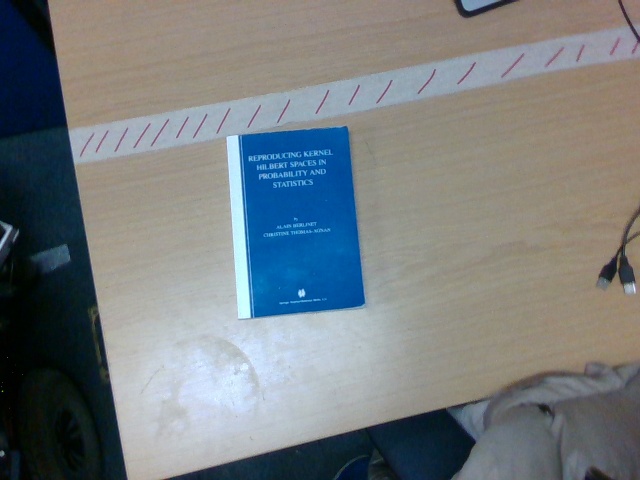 REPRODUCING KERNEL
HILBERT SPACES IN
PROBABILITY AND
STATISTICS
by
ALAIN BERLINET
CHRISTINE THOMAS-AGNAN